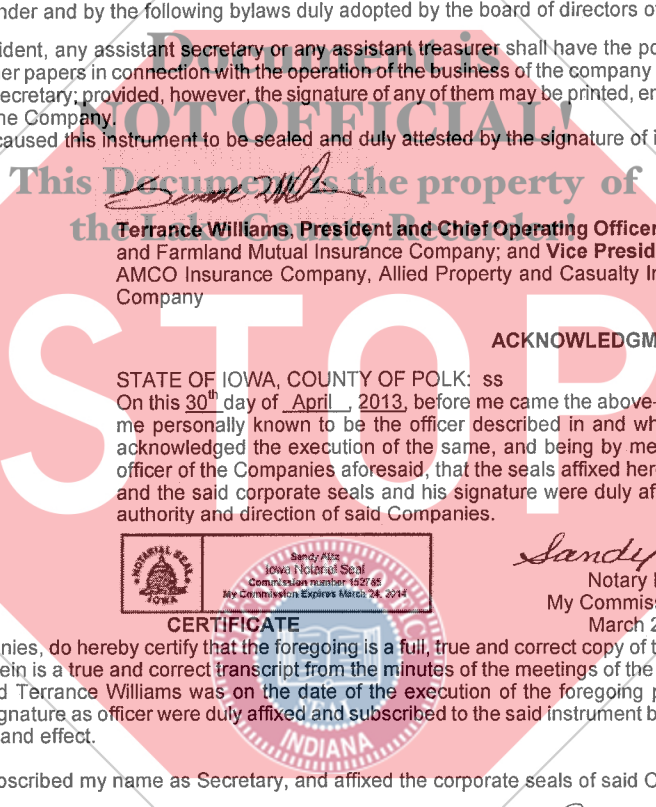 nder and by the following bylaws duly adopted by the board of directors o
ident, any assistant secretary or any assistant treasurer shall have the po
er papers in connection with the operation of the business of the company
ecretary; provided, however, the signature of any of them may be printed, en
he Company.
caused this instrument to be sealed and duly attested by the signature of i
Document is
NOT OFFICIAL!
This Document is the property of
the Lake County Recorder!
Terrance Williams, President and Chief Operating Officer
and Farmland Mutual Insurance Company; and Vice Presid
AMCO Insurance Company, Allied Property and Casualty In
Company
STOP
ACKNOWLEDGM
STATE OF IOWA, COUNTY OF POLK: ss
On this 30th day of April, 2013, before me came the above-
me personally known to be the officer described in and wh
acknowledged the execution of the same, and being by me
officer of the Companies aforesaid, that the seals affixed her
and the said corporate seals and his signature were duly af
authority and direction of said Companies.
NOTARIAL SEAL
IOWA
Sandy Alitz
Iowa Notarial Seal
Commission number 152785
My Commission Expires March 24, 2014
Sandy
Notary
My Commis
March 2
CERTIFICATE
nies, do hereby certify that the foregoing is a full, true and correct copy of t
ein is a true and correct transcript from the minutes of the meetings of the
d Terrance Williams was on the date of the execution of the foregoing p
gnature as officer were duly affixed and subscribed to the said instrument b
and effect.
SEAL
INDIANA
bscribed my name as Secretary, and affixed the corporate seals of said C